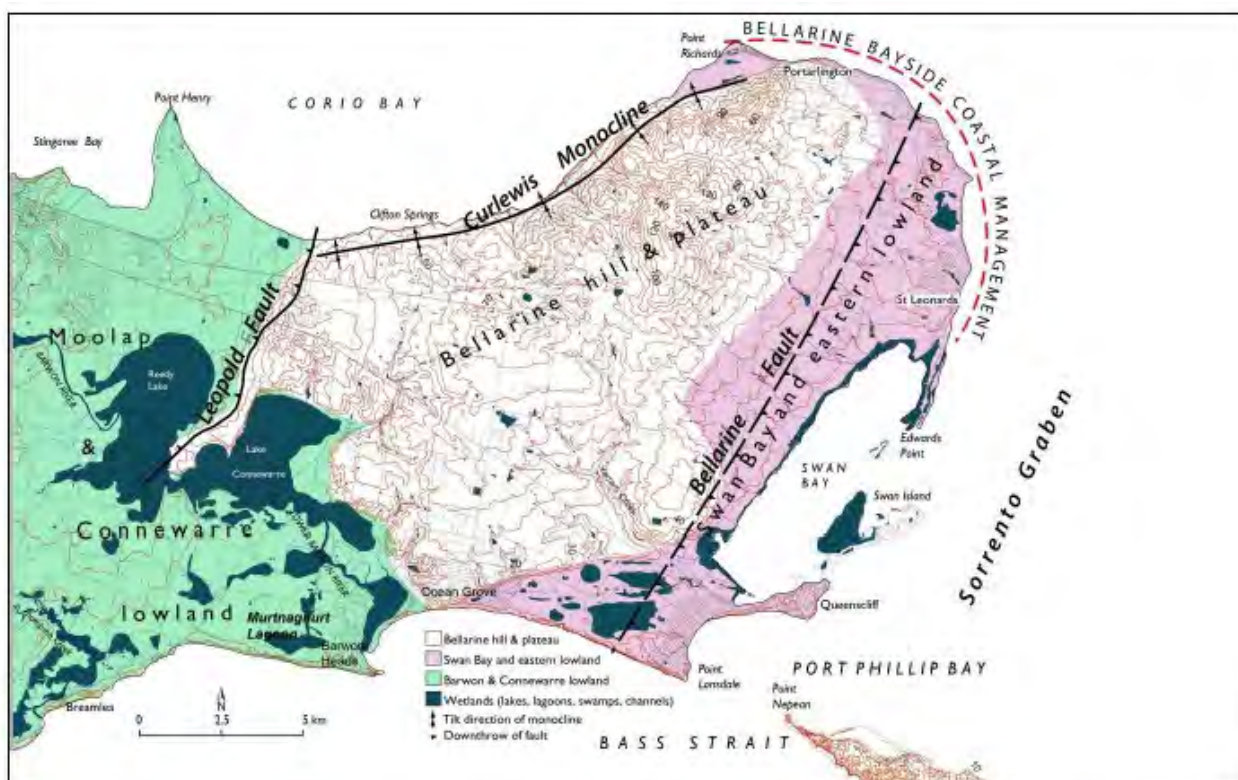 BELLARINE BAYSIDE COASTAL MANAGEMENT
Point
Richards
Portarlington
Point Henry
CORIO BAY
Stingaree Bay
Curlewis Monocline
Clifton Springs
Bellarine hill & plateau
Swan Bay and eastern lowland
St Leonards
Leopold Fault
Bellarine Fault
Moolap
&
Connewarre
lowland
BARWON RIVER
Reedy
Lake
Lake
Connewarre
Edwards
Point
SWAN
BAY
Swan Island
Sorrento Graben
Ocean Grove
Queenscliff
Murtnaghurt
Lagoon
Barwon
Heads
Breamlea
Point
Lonsdale
PORT PHILLIP BAY
Point
Nepean
BASS STRAIT
N
0 2.5 5 km
Bellarine hill & plateau
Swan Bay and eastern lowland
Barwon & Connewarre lowland
Wetlands (lakes, lagoons, swamps, channels)
Tilt direction of monocline
Downthrow of fault